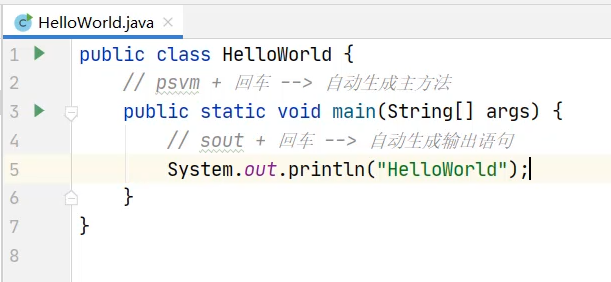 HelloWorld.java
1 public class HelloWorld {
2 // psvm + 回车 --> 自动生成主方法
3 public static void main(String[] args) {
4 // sout + 回车 --> 自动生成输出语句
5 System.out.println("HelloWorld");
6 }
7 }
8